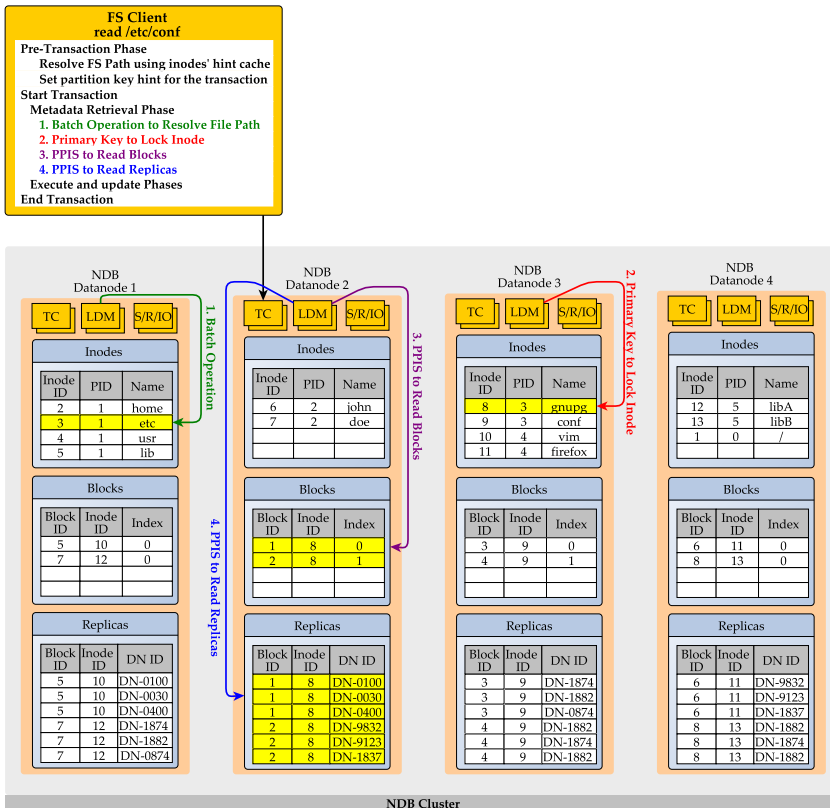 FS Client
read /etc/conf
Pre-Transaction Phase
Resolve FS Path using inodes' hint cache
Set partition key hint for the transaction
Start Transaction
Metadata Retrieval Phase
1. Batch Operation to Resolve File Path
2. Primary Key to Lock Inode
3. PPIS to Read Blocks
4. PPIS to Read Replicas
Execute and update Phases
End Transaction
NDB
Datanode 1
TC LDM S/R/IO
Inodes
Inode ID PID Name
2 1 home
3 1 etc
4 1 usr
5 1 lib
Blocks
Block ID Inode ID Index
5 10 0
7 12 0
Replicas
Block ID Inode ID DN ID
5 10 DN-0100
5 10 DN-0030
5 10 DN-0400
7 12 DN-1874
7 12 DN-1882
7 12 DN-0874
1. Batch Operation
4. PPIS to Read Replicas
NDB
Datanode 2
TC LDM S/R/IO
Inodes
Inode ID PID Name
6 2 john
7 2 doe
Blocks
Block ID Inode ID Index
1 8 0
2 8 1
Replicas
Block ID Inode ID DN ID
1 8 DN-0100
1 8 DN-0030
1 8 DN-0400
2 8 DN-9832
2 8 DN-9123
2 8 DN-1837
3. PPIS to Read Blocks
NDB
Datanode 3
TC LDM S/R/IO
Inodes
Inode ID PID Name
8 3 gnupg
9 3 conf
10 4 vim
11 4 firefox
Blocks
Block ID Inode ID Index
3 9 0
4 9 1
Replicas
Block ID Inode ID DN ID
3 9 DN-1874
3 9 DN-1882
3 9 DN-0874
4 9 DN-1882
4 9 DN-1874
4 9 DN-1882
2. Primary Key to Lock Inode
NDB
Datanode 4
TC LDM S/R/IO
Inodes
Inode ID PID Name
12 5 libA
13 5 libB
1 0 /
Blocks
Block ID Inode ID Index
6 11 0
8 13 0
Replicas
Block ID Inode ID DN ID
6 11 DN-9832
6 11 DN-9123
6 11 DN-1837
8 13 DN-1882
8 13 DN-1874
8 13 DN-1882
NDB Cluster